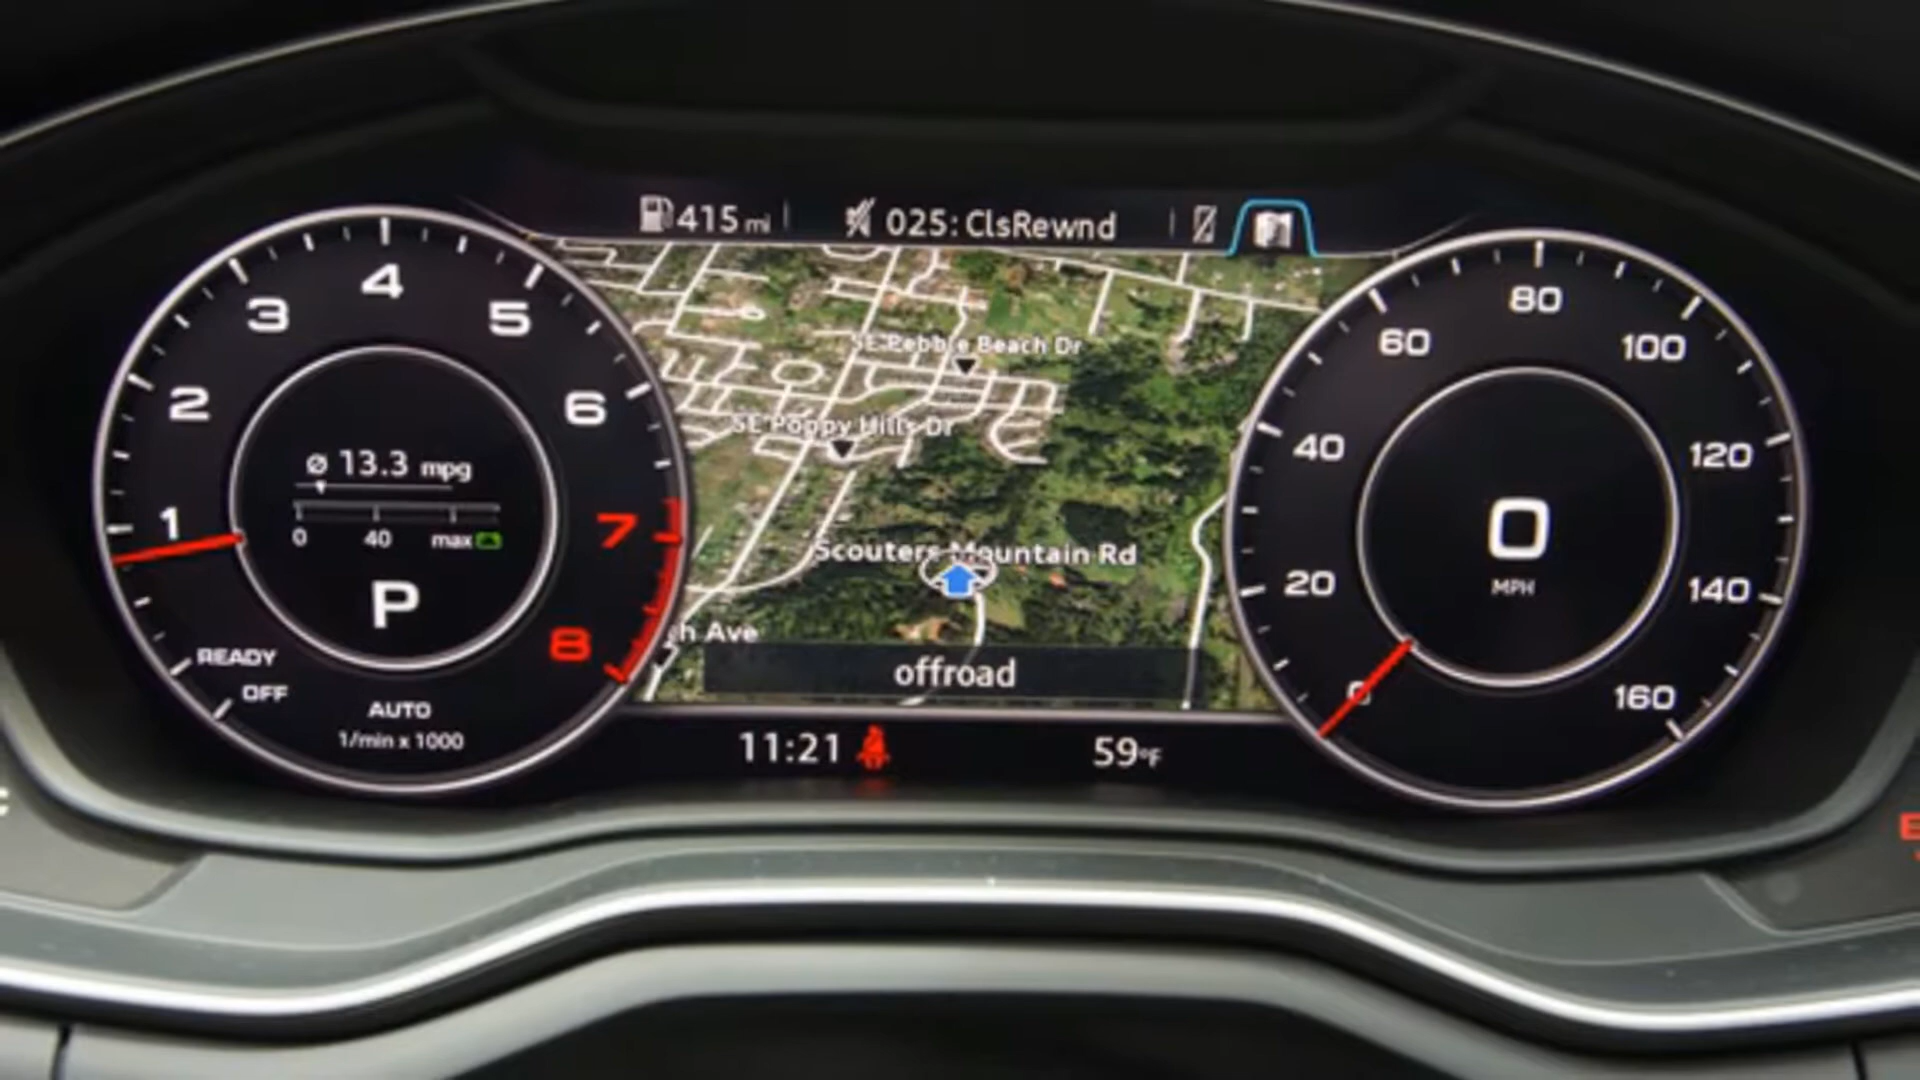 415 mi
025: ClsRewnd
1
2
3
4
5
6
7
8
ø 13.3 mpg
0 40 max
P
READY
OFF
AUTO
1/min x 1000
SE Pebble Beach Dr
SE Poppy Hills Dr
Scouters Mountain Rd
h Ave
offroad
11:21
59°F
0
20
40
60
80
100
120
140
160
0
MPH